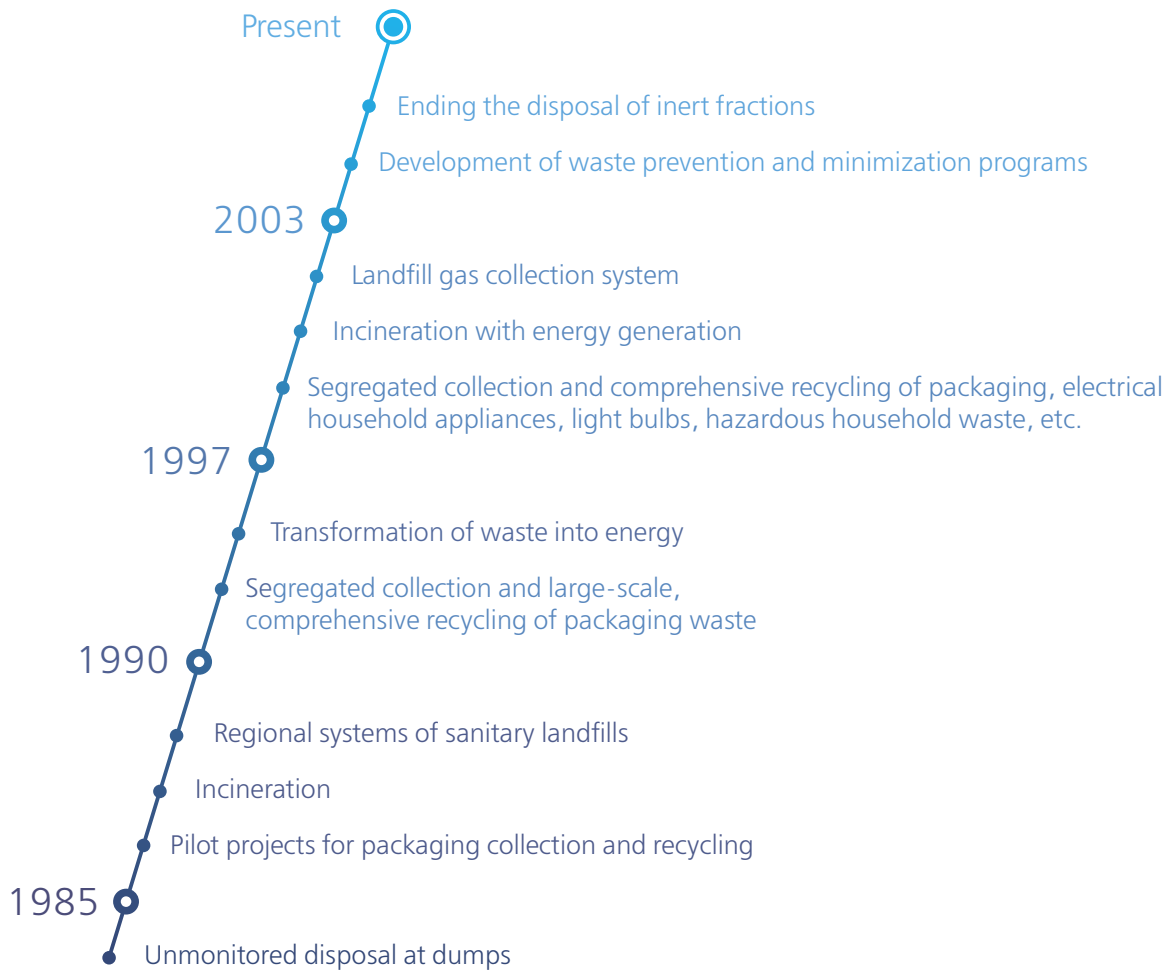 Present
Ending the disposal of inert fractions
Development of waste prevention and minimization programs
2003
Landfill gas collection system
Incineration with energy generation
Segregated collection and comprehensive recycling of packaging, electrical
household appliances, light bulbs, hazardous household waste, etc.
1997
Transformation of waste into energy
Segregated collection and large-scale,
comprehensive recycling of packaging waste
1990
Regional systems of sanitary landfills
Incineration
Pilot projects for packaging collection and recycling
1985
Unmonitored disposal at dumps